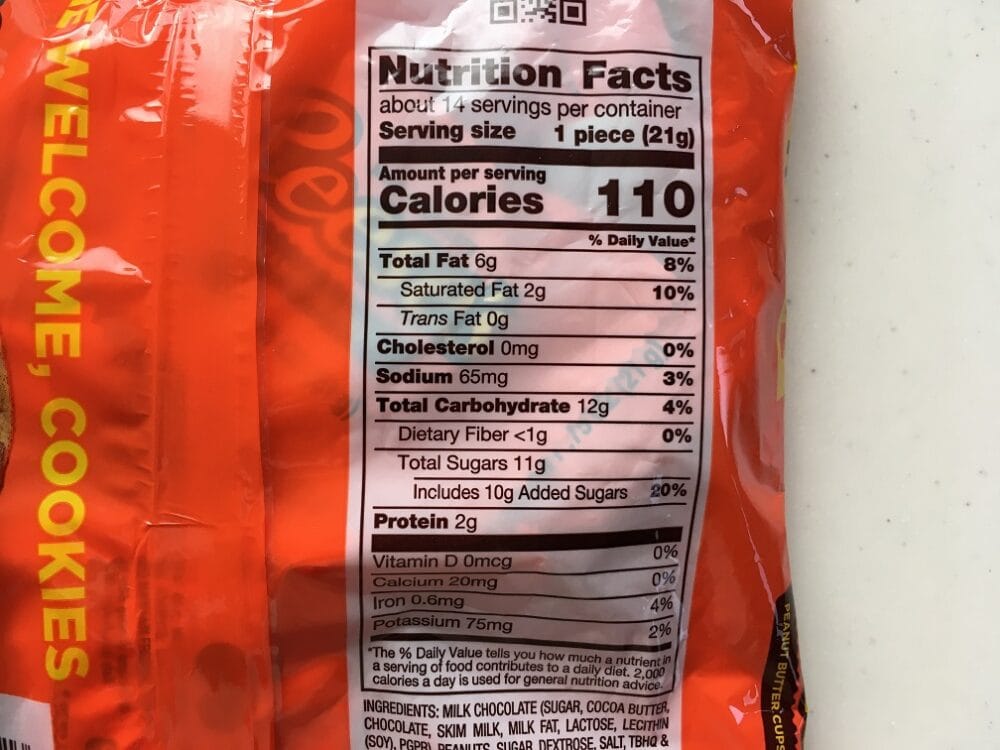 E WELCOME, COOKIES
Nutrition Facts
about 14 servings per container
Serving size 1 piece (21g)
Amount per serving
Calories 110
% Daily Value*
Total Fat 6g 8%
Saturated Fat 2g 10%
Trans Fat 0g
Cholesterol 0mg 0%
Sodium 65mg 3%
Total Carbohydrate 12g 4%
Dietary Fiber <1g 0%
Total Sugars 11g
Includes 10g Added Sugars 20%
Protein 2g
Vitamin D 0mcg 0%
Calcium 20mg 0%
Iron 0.6mg 4%
Potassium 75mg 2%
*The % Daily Value tells you how much a nutrient in
a serving of food contributes to a daily diet. 2,000
calories a day is used for general nutrition advice.
INGREDIENTS: MILK CHOCOLATE (SUGAR, COCOA BUTTER,
CHOCOLATE, SKIM MILK, MILK FAT, LACTOSE, LECITHIN
(SOY), PGPR), PEANUTS, SUGAR, DEXTROSE, SALT, TBHQ &
PEANUT BUTTER CUPS